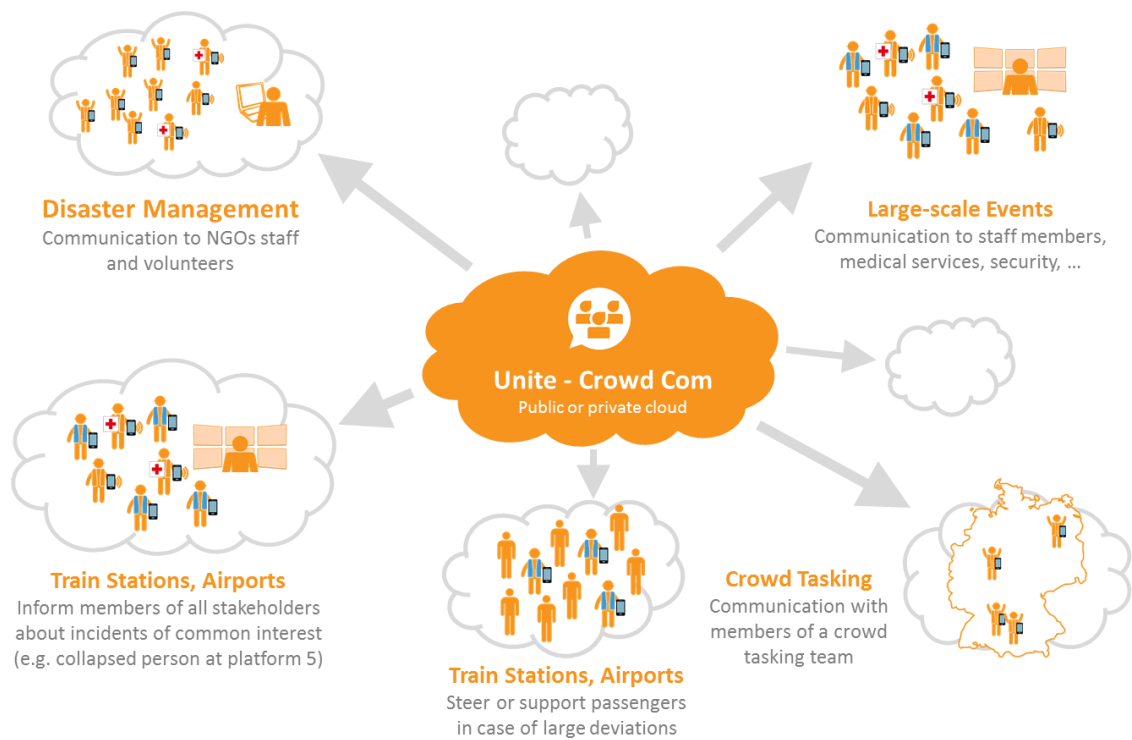 Disaster Management
Communication to NGOs staff
and volunteers
Large-scale Events
Communication to staff members,
medical services, security, ...
Unite - Crowd Com
Public or private cloud
Train Stations, Airports
Inform members of all stakeholders
about incidents of common interest
(e.g. collapsed person at platform 5)
Train Stations, Airports
Steer or support passengers
in case of large deviations
Crowd Tasking
Communication with
members of a crowd
tasking team